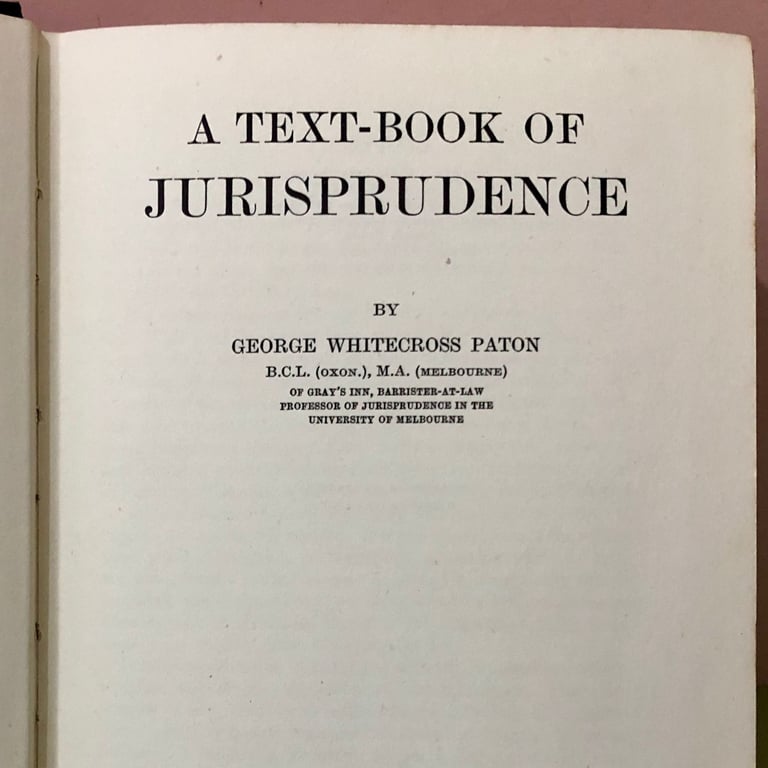 A TEXT-BOOK OF
JURISPRUDENCE
BY
GEORGE WHITECROSS PATON
B.C.L. (OXON.), M.A. (MELBOURNE)
OF GRAY'S INN, BARRISTER-AT-LAW
PROFESSOR OF JURISPRUDENCE IN THE
UNIVERSITY OF MELBOURNE